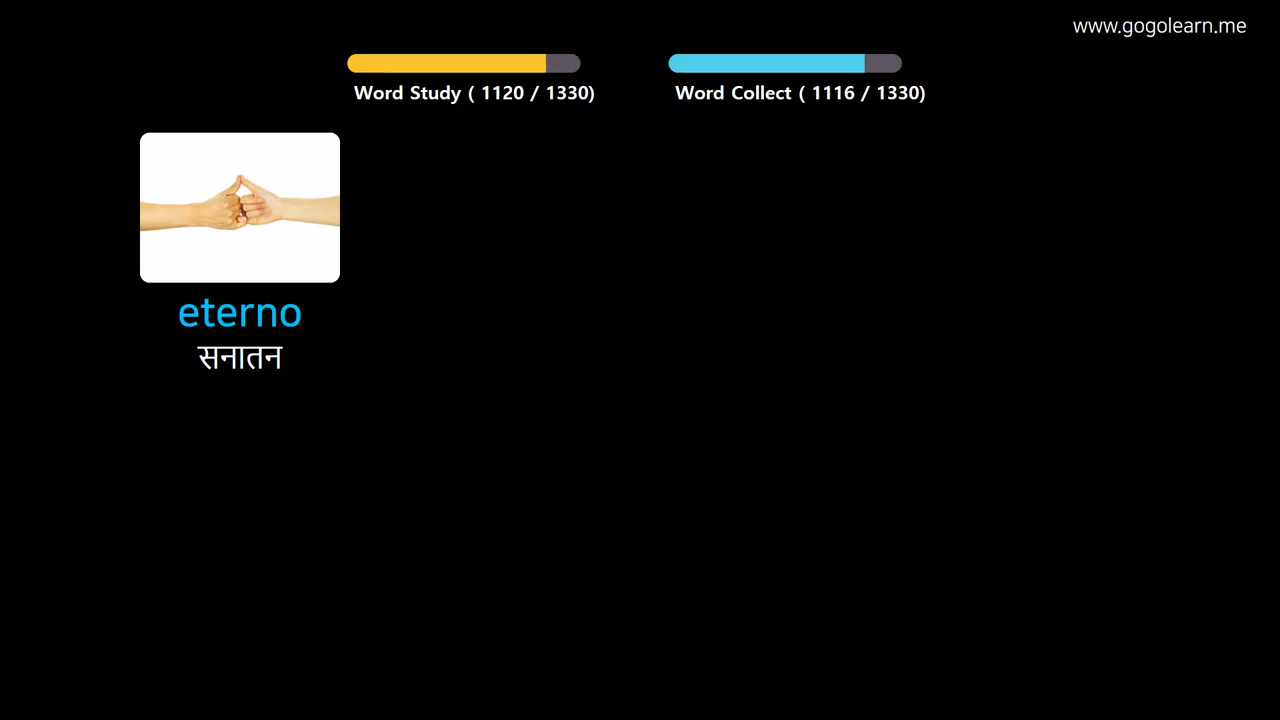 www.gogolearn.me
Word Study ( 1120 / 1330)
Word Collect ( 1116 / 1330)
eterno
सनातन